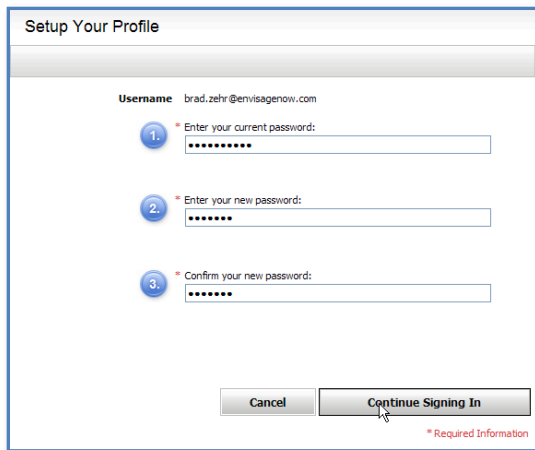 Setup Your Profile
Username brad.zehr@envisagenow.com
1. * Enter your current password:
••••••••••
2. * Enter your new password:
•••••••
3. * Confirm your new password:
•••••••
Cancel Continue Signing In
* Required Information